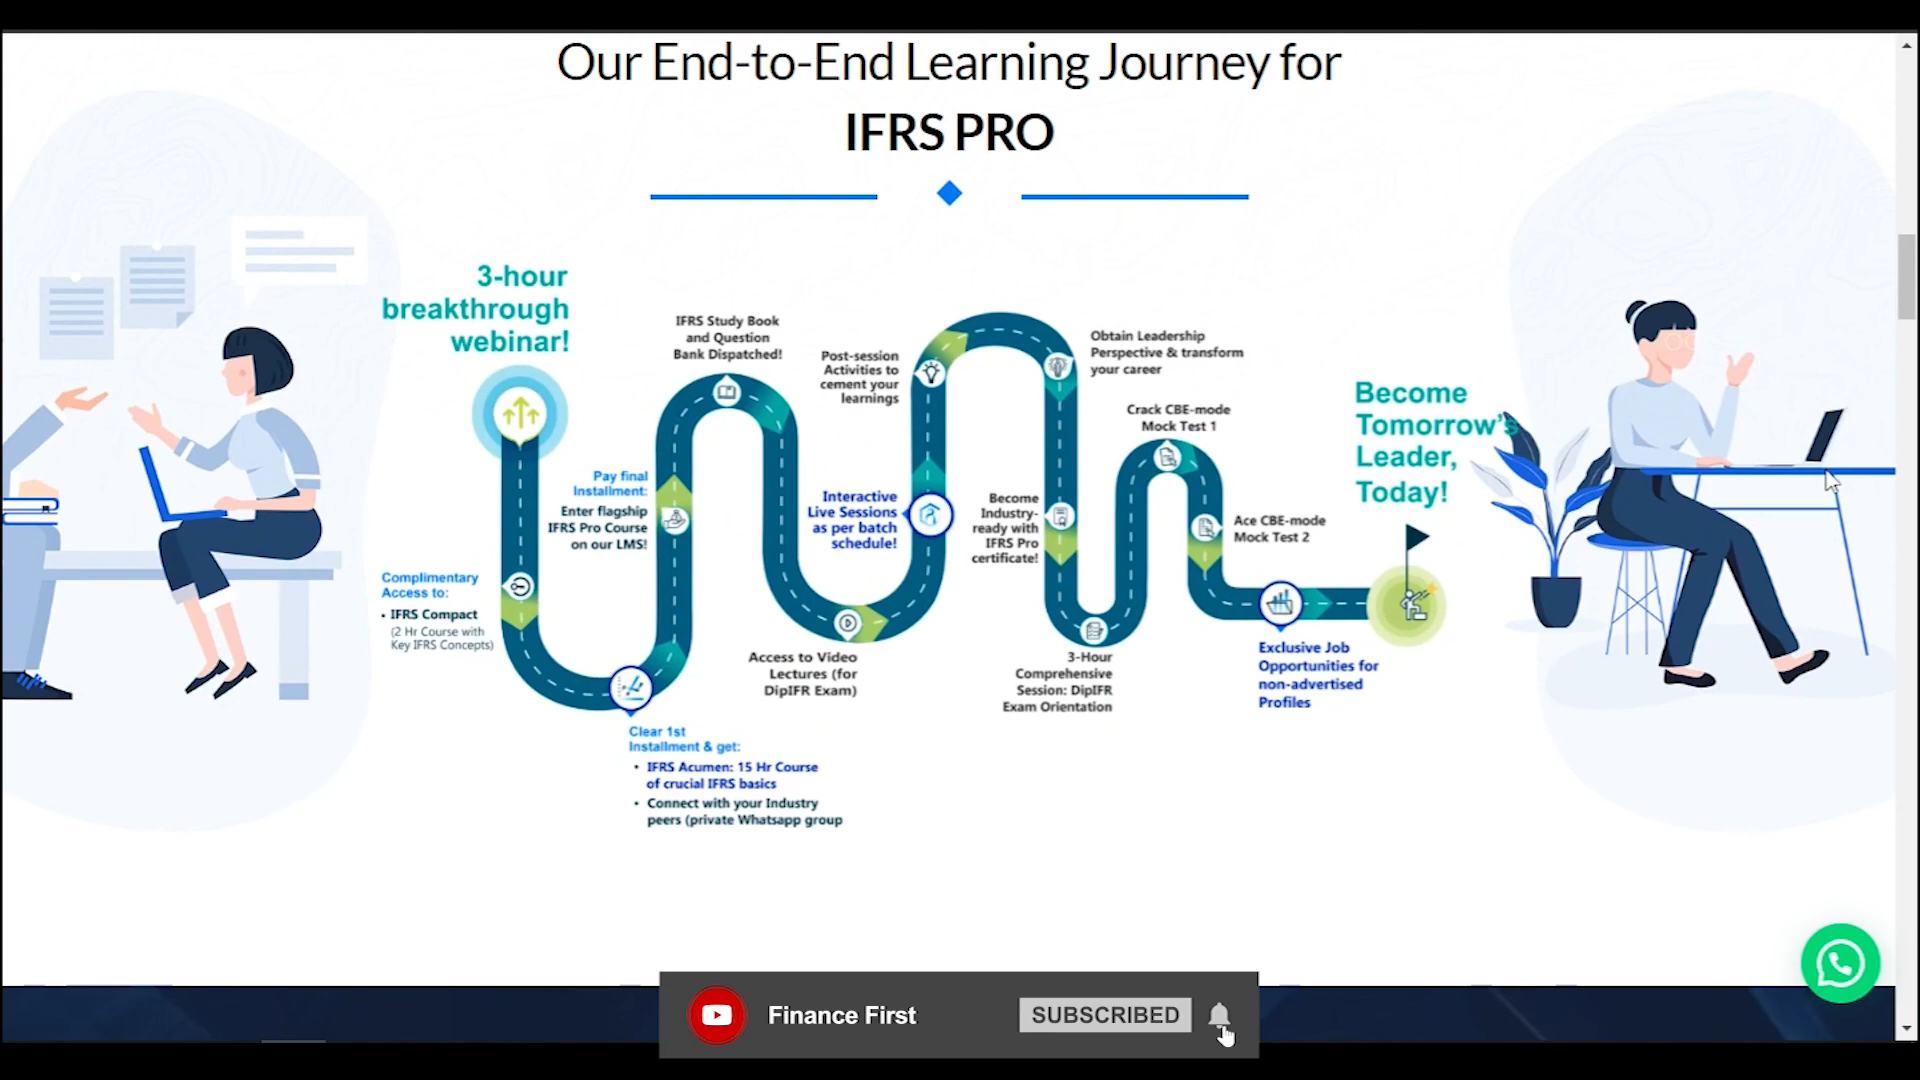 Our End-to-End Learning Journey for
IFRS PRO
3-hour
breakthrough
webinar!
Complimentary
Access to:
• IFRS Compact
(2 Hr Course with
Key IFRS Concepts)
Clear 1st
Installment & get:
• IFRS Acumen: 15 Hr Course
of crucial IFRS basics
• Connect with your Industry
peers (private Whatsapp group
Pay final
Installment:
Enter flagship
IFRS Pro Course
on our LMS!
IFRS Study Book
and Question
Bank Dispatched!
Access to Video
Lectures (for
DipIFR Exam)
Interactive
Live Sessions
as per batch
schedule!
Post-session
Activities to
cement your
learnings
Obtain Leadership
Perspective & transform
your career
Become
Industry-
ready with
IFRS Pro
certificate!
3-Hour
Comprehensive
Session: DipIFR
Exam Orientation
Crack CBE-mode
Mock Test 1
Ace CBE-mode
Mock Test 2
Exclusive Job
Opportunities for
non-advertised
Profiles
Become
Tomorrow's
Leader,
Today!
Finance First
SUBSCRIBED